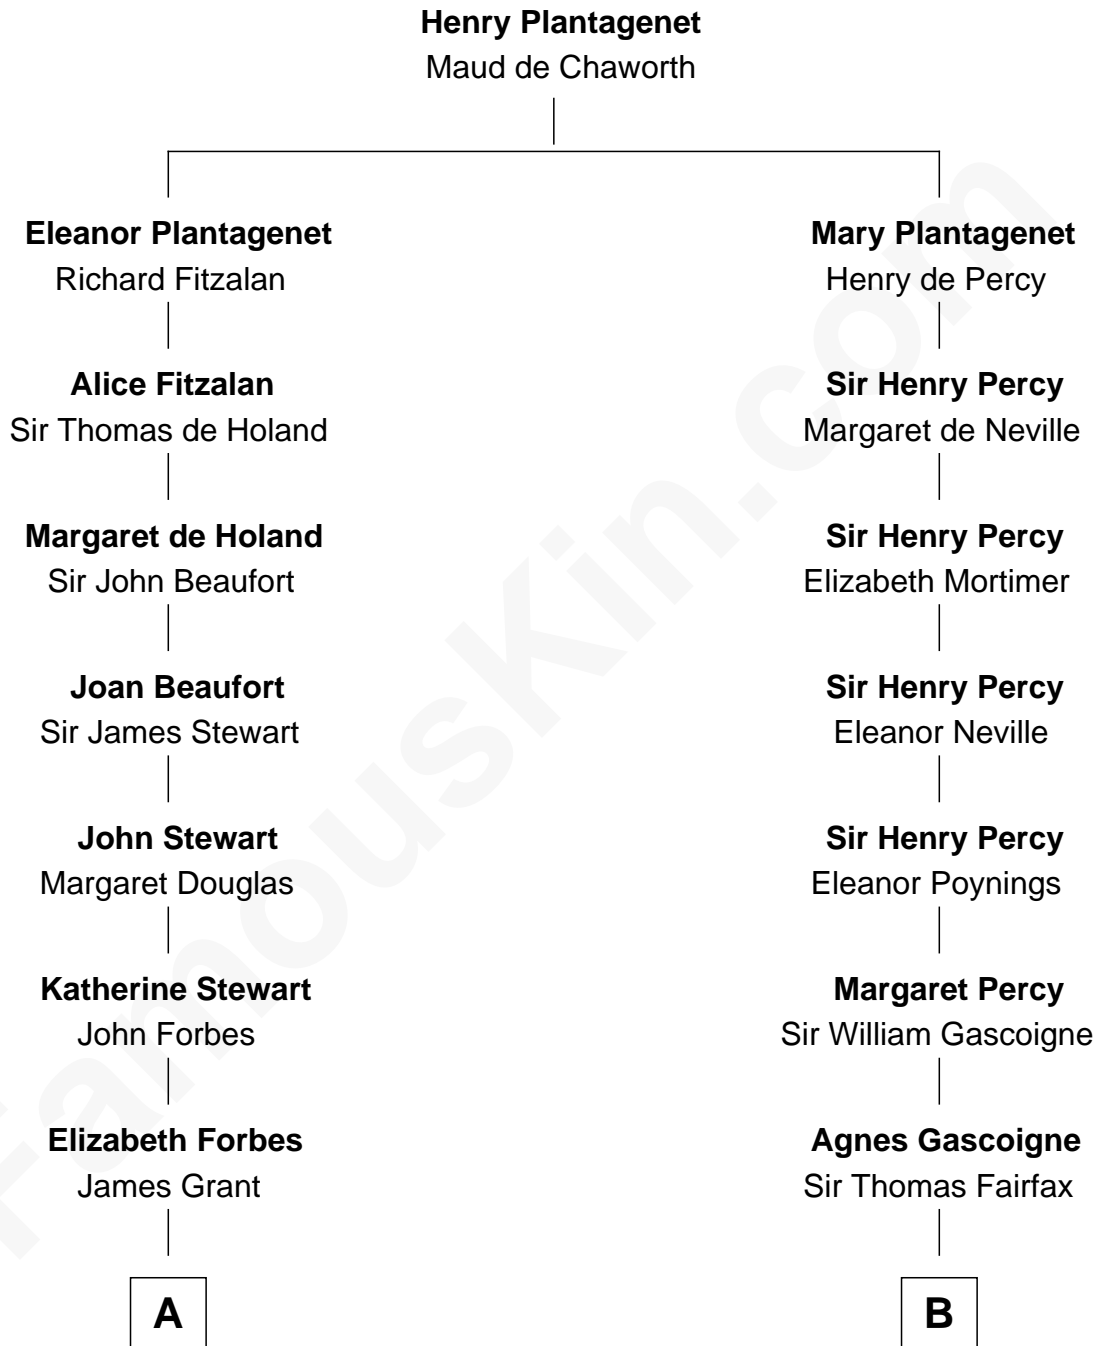 Henry Plantagenet
Maud de Chaworth
Eleanor Plantagenet
Richard Fitzalan
Alice Fitzalan
Sir Thomas de Holand
Margaret de Holand
Sir John Beaufort
Joan Beaufort
Sir James Stewart
John Stewart
Margaret Douglas
Katherine Stewart
John Forbes
Elizabeth Forbes
James Grant
A
Mary Plantagenet
Henry de Percy
Sir Henry Percy
Margaret de Neville
Sir Henry Percy
Elizabeth Mortimer
Sir Henry Percy
Eleanor Neville
Sir Henry Percy
Eleanor Poynings
Margaret Percy
Sir William Gascoigne
Agnes Gascoigne
Sir Thomas Fairfax
B
FamousKin.com